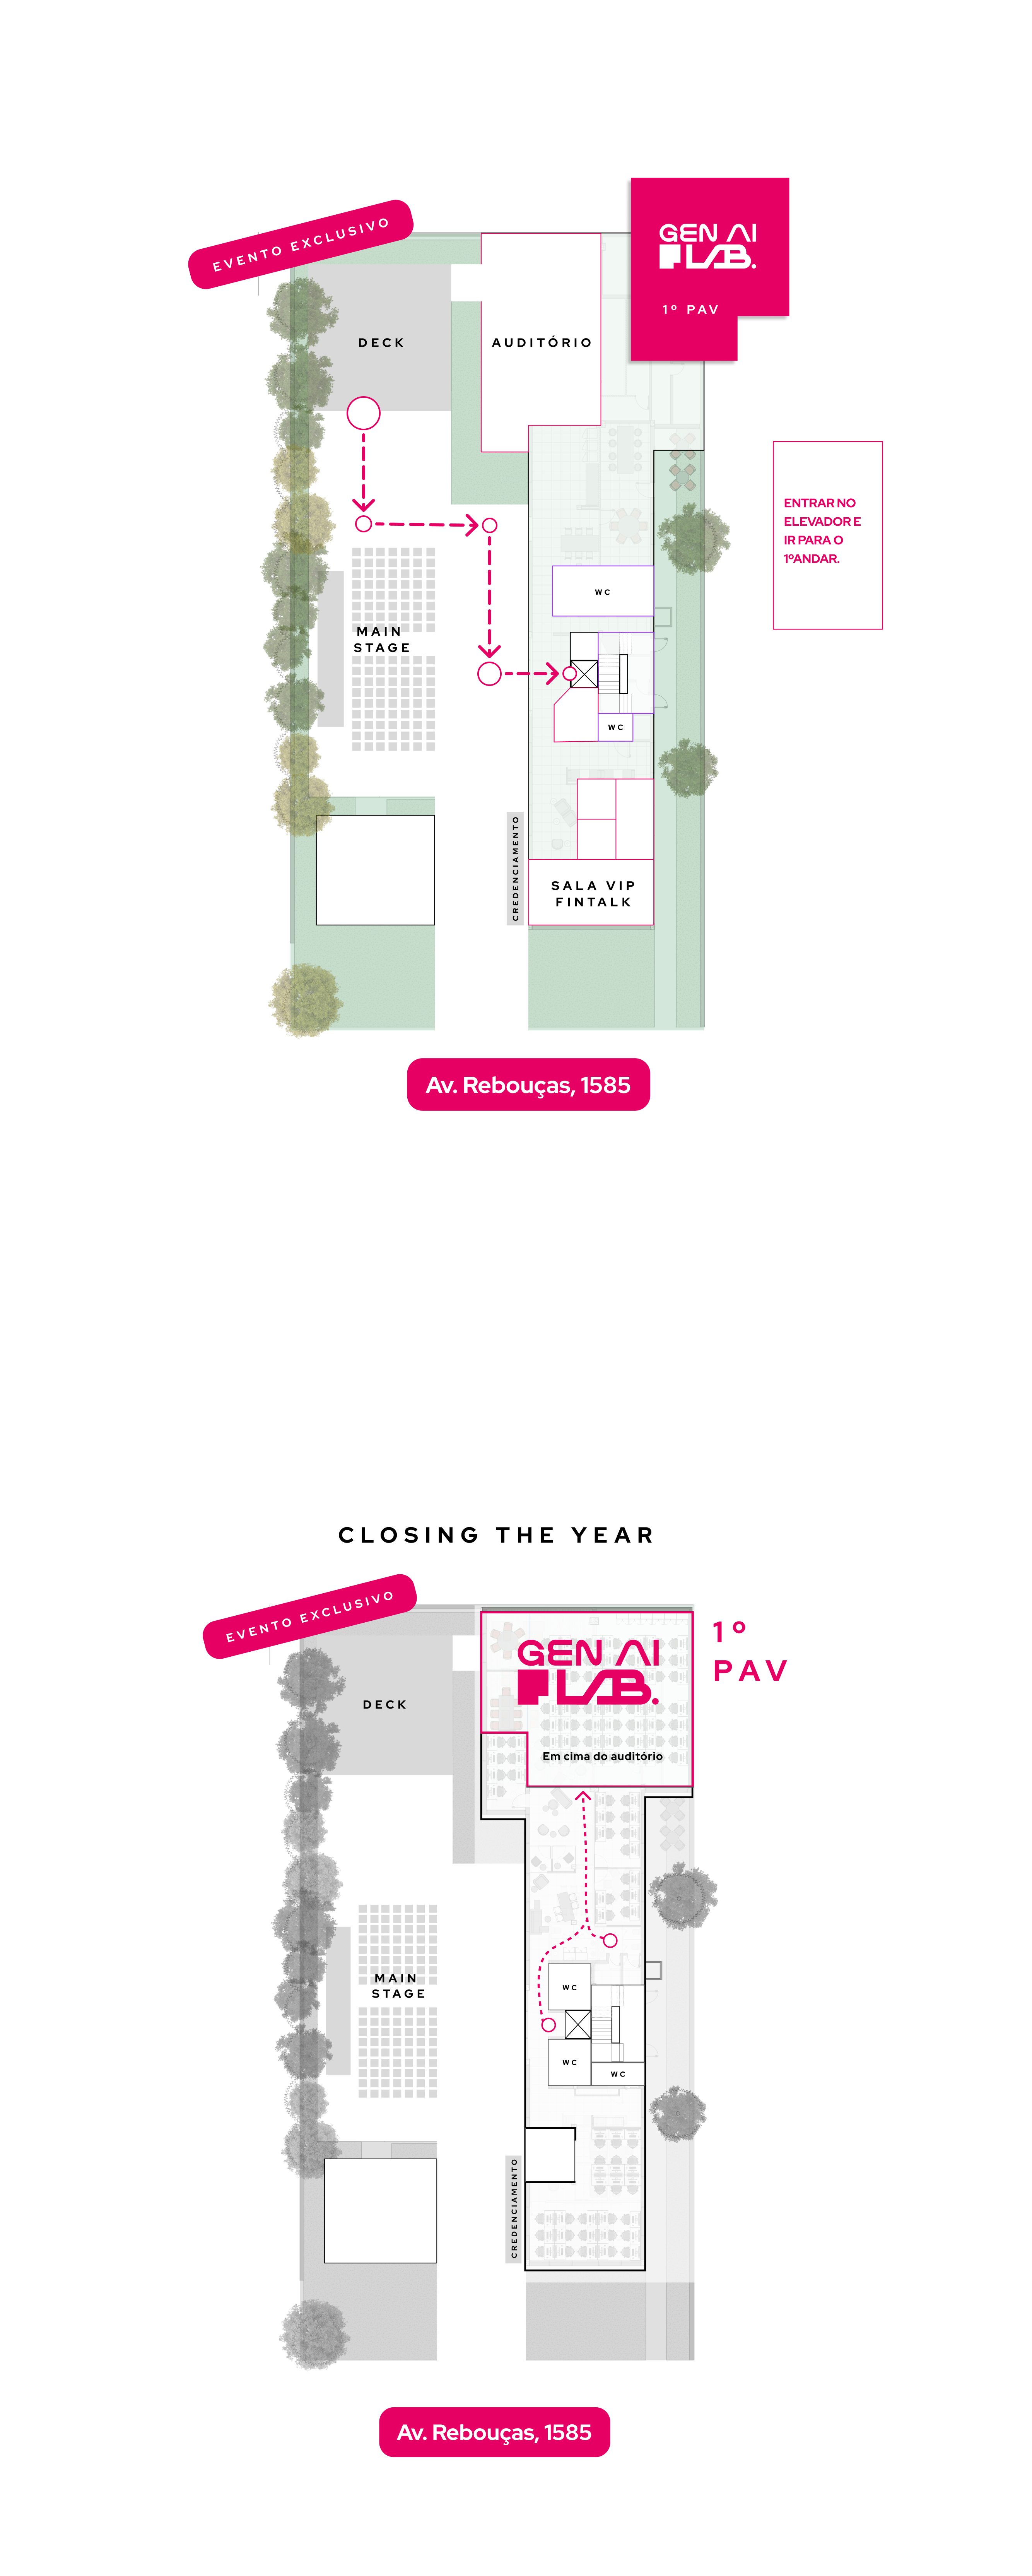 EVENTO EXCLUSIVO
GEN AI
LAB.
1º PAV
DECK
AUDITÓRIO
ENTRAR NO
ELEVADOR E
IR PARA O
1ºANDAR.
WC
MAIN
STAGE
WC
CREDENCIAMENTO
SALA VIP
FINTALK
Av. Rebouças, 1585
CLOSING THE YEAR
EVENTO EXCLUSIVO
GEN AI
LAB.
1º
PAV
DECK
Em cima do auditório
MAIN
STAGE
WC
WC
WC
CREDENCIAMENTO
Av. Rebouças, 1585